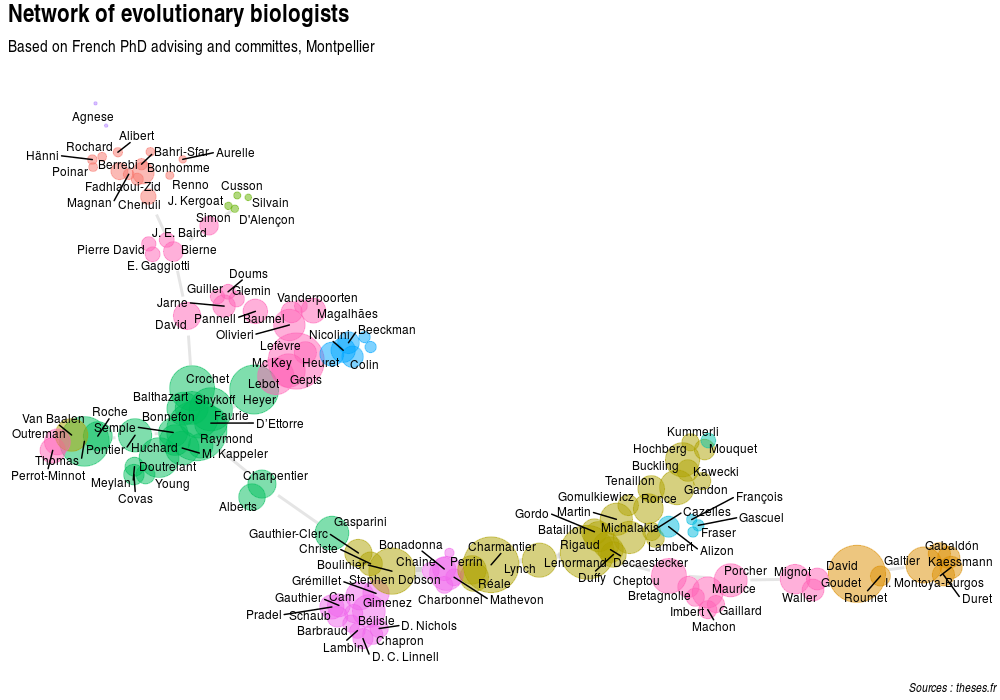 Network of evolutionary biologists
Based on French PhD advising and committes, Montpellier
Agnese
Alibert
Rochard
Hänni
Bahri-Sfar
Aurelle
Berrebi
Poinar
Bonhomme
Renno
Fadhlaoui-Zid
Cusson
Magnan
Chenuil
J. Kergoat
Silvain
Simon
D'Alençon
J. E. Baird
Pierre David
Bierne
E. Gaggiotti
Doums
Guiller
Glemin
Jarne
Vanderpoorten
Pannell
Baumel
Magalhães
David
Olivieri
Nicolini
Beeckman
Lefèvre
Mc Key
Heuret
Colin
Crochet
Lebot
Gepts
Balthazart
Shykoff
Heyer
Roche
Bonnefon
Faurie
Van Baalen
D'Ettorre
Semple
Outreman
Raymond
Pontier
Huchard
M. Kappeler
Thomas
Doutrelant
Perrot-Minnot
Meylan
Young
Charpentier
Covas
Alberts
Kummerli
Hochberg
Mouquet
Buckling
Kawecki
Tenaillon
Gandon
Gomulkiewicz
Ronce
François
Gordo
Martin
Cazelles
Gascuel
Gasparini
Bataillon
Michalakis
Fraser
Gauthier-Clerc
Rigaud
Lambert
Alizon
Christe
Bonadonna
Charmantier
Lenormand
Decaestecker
Boulinier
Chaine
Perrin
Lynch
Duffy
Cheptou
Porcher
Mignot
David
Galtier
Gabaldón
Kaessmann
Grémillet
Stephen Dobson
Réale
Bretagnolle
Maurice
Goudet
I. Montoya-Burgos
Gauthier
Cam
Gimenez
Charbonnel
Mathevon
Waller
Roumet
Duret
Pradel
Schaub
Imbert
Gaillard
Bélisle
D. Nichols
Machon
Barbraud
Chapron
Lambin
D. C. Linnell
Sources : theses.fr